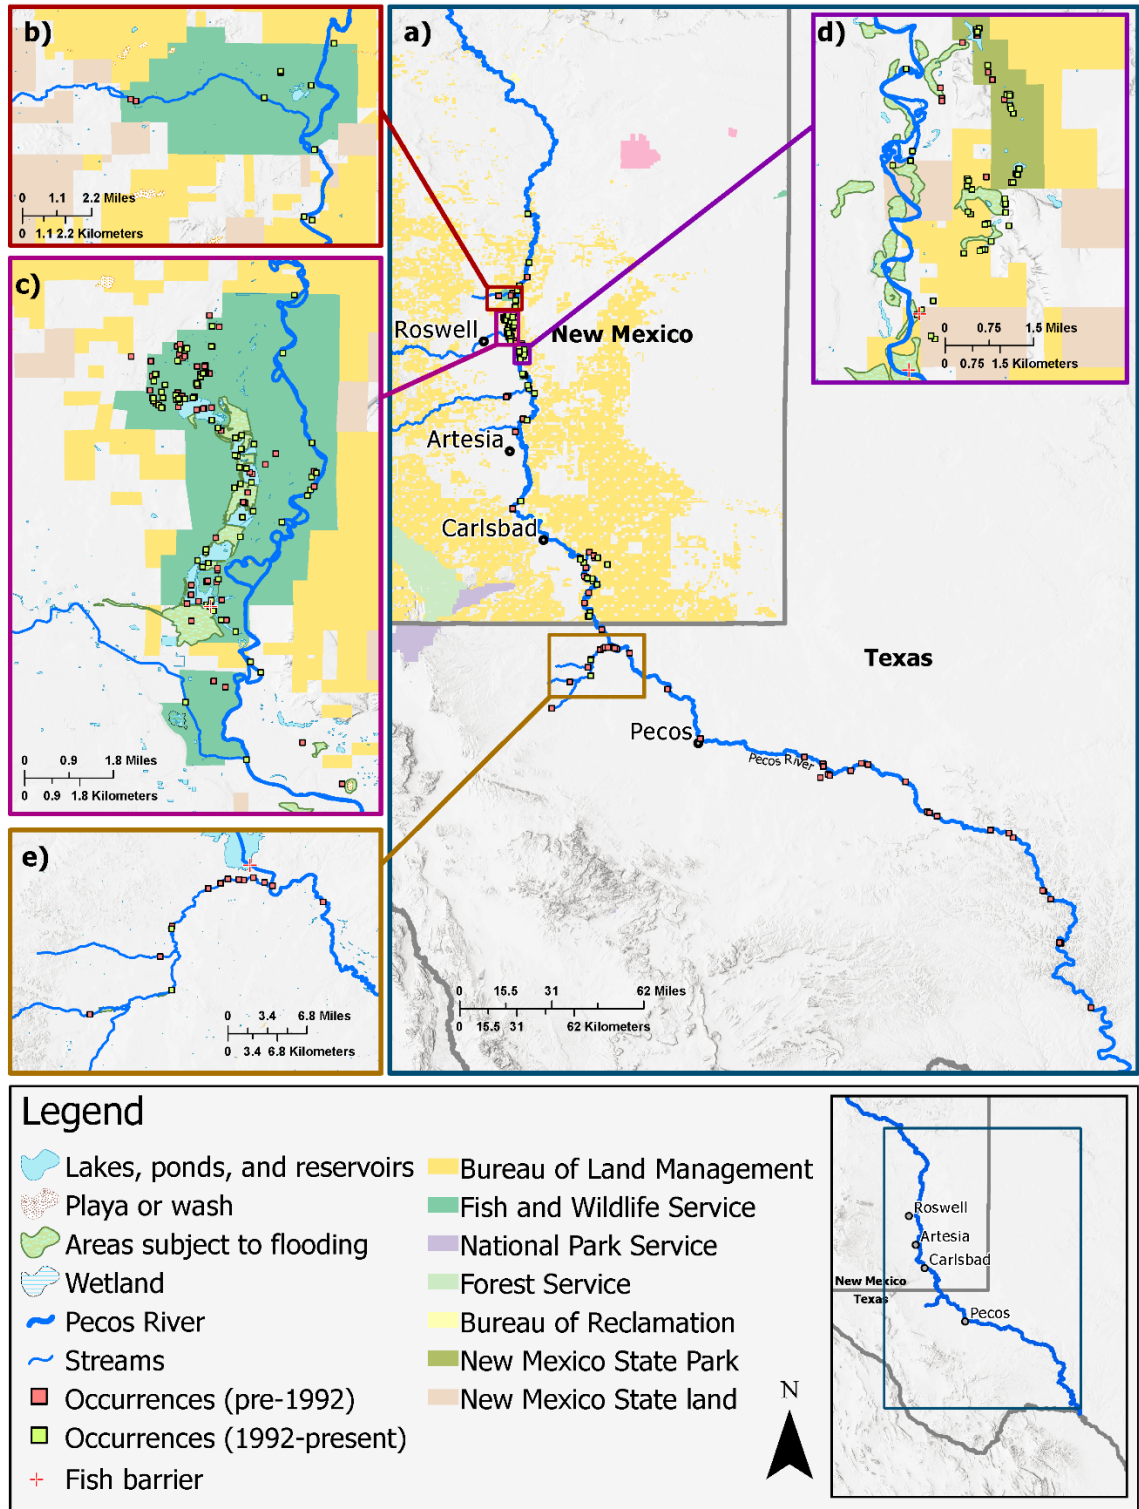 b)
0 1.1 2.2 Miles
0 1.1 2.2 Kilometers
c)
0 0.9 1.8 Miles
0 0.9 1.8 Kilometers
e)
0 3.4 6.8 Miles
0 3.4 6.8 Kilometers
a)
Roswell
New Mexico
Artesia
Carlsbad
Texas
Pecos
Pecos River
0 15.5 31 62 Miles
0 15.5 31 62 Kilometers
d)
0 0.75 1.5 Miles
0 0.75 1.5 Kilometers
Legend
Lakes, ponds, and reservoirs
Playa or wash
Areas subject to flooding
Wetland
Pecos River
Streams
Occurrences (pre-1992)
Occurrences (1992-present)
Fish barrier
Bureau of Land Management
Fish and Wildlife Service
National Park Service
Forest Service
Bureau of Reclamation
New Mexico State Park
New Mexico State land
N
Roswell
Artesia
Carlsbad
New Mexico
Texas
Pecos